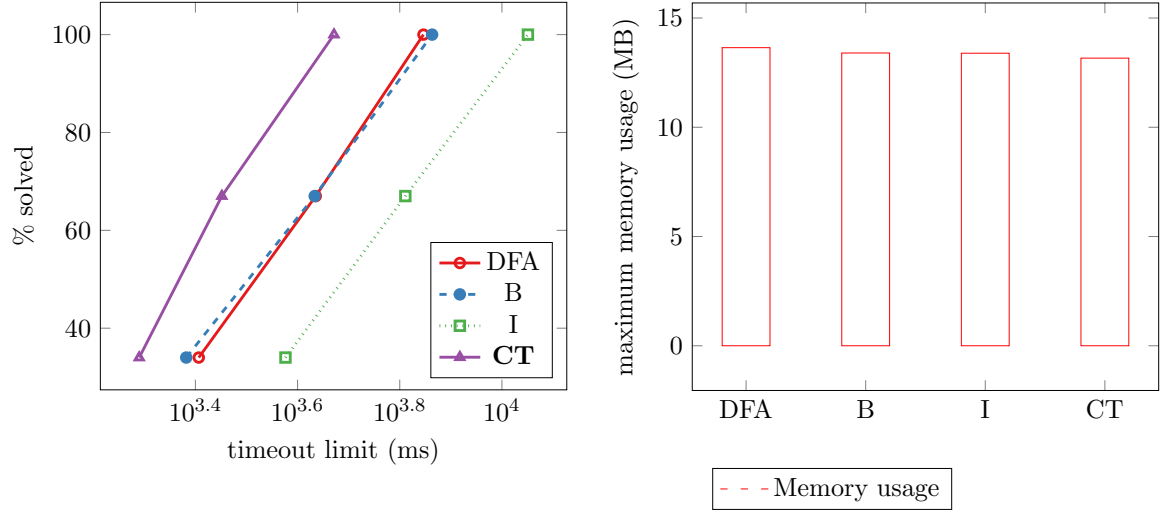 100
80
60
40
% solved
10^3.4
10^3.6
10^3.8
10^4
timeout limit (ms)
DFA
B
I
CT
15
10
5
0
maximum memory usage (MB)
DFA
B
I
CT
Memory usage